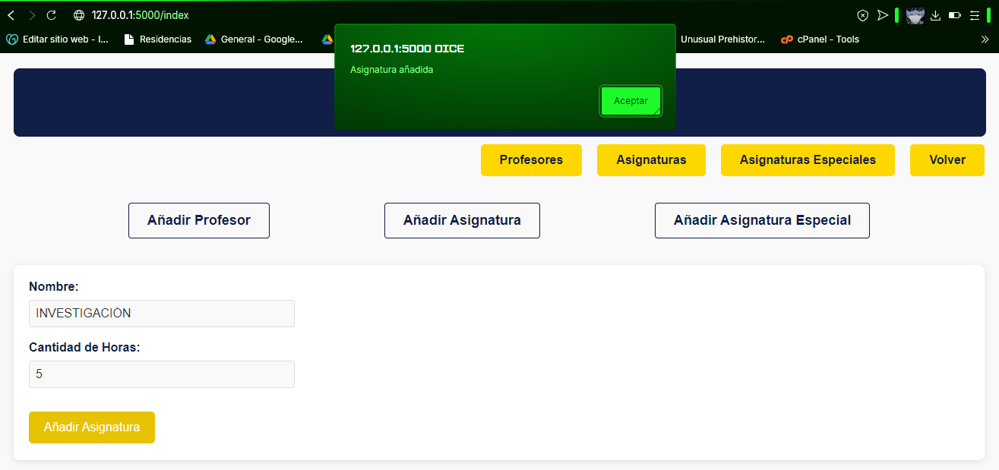 127.0.0.1:5000/index
Editar sitio web - I...
Residencias
General - Google...
Unusual Prehistor...
cPanel - Tools
127.0.0.1:5000 DICE
Asignatura añadida
Aceptar
Profesores
Asignaturas
Asignaturas Especiales
Volver
Añadir Profesor
Añadir Asignatura
Añadir Asignatura Especial
Nombre:
INVESTIGACIÓN
Cantidad de Horas:
5
Añadir Asignatura